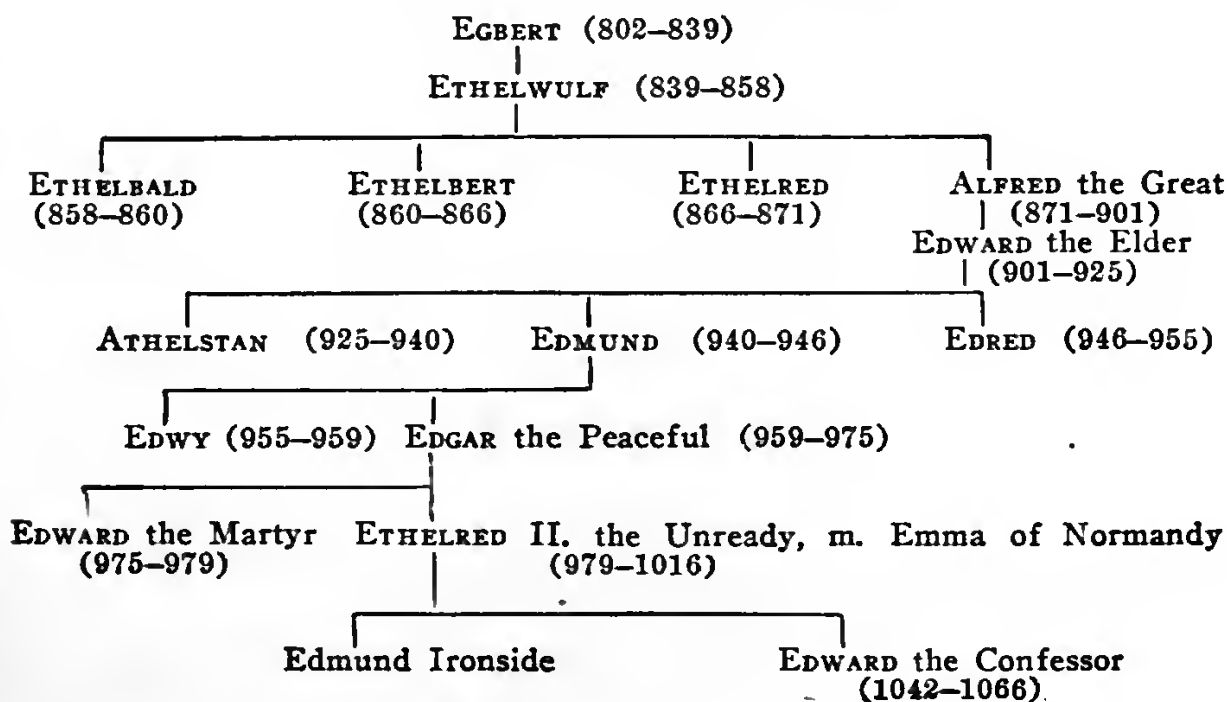 EGBERT (802–839)
ETHELWULF (839–858)
ETHELBALD ETHELBERT ETHELRED ALFRED the Great
(858–860) (860–866) (866–871) (871–901)
EDWARD the Elder
(901–925)
ATHELSTAN (925–940) EDMUND (940–946) EDRED (946–955)
EDWY (955–959) EDGAR the Peaceful (959–975)
EDWARD the Martyr ETHELRED II. the Unready, m. Emma of Normandy
(975–979) (979–1016)
Edmund Ironside EDWARD the Confessor
(1042–1066)